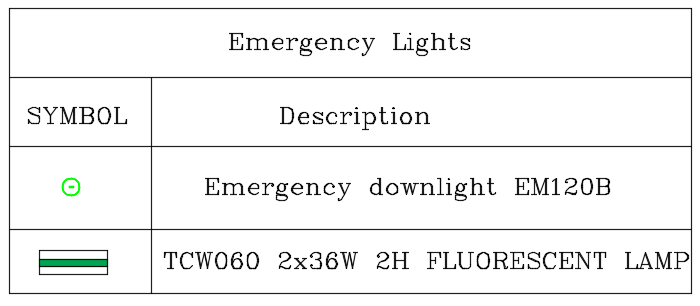 Emergency Lights
SYMBOL Description
Emergency downlight EM120B
TCW060 2x36W 2H FLUORESCENT LAMP